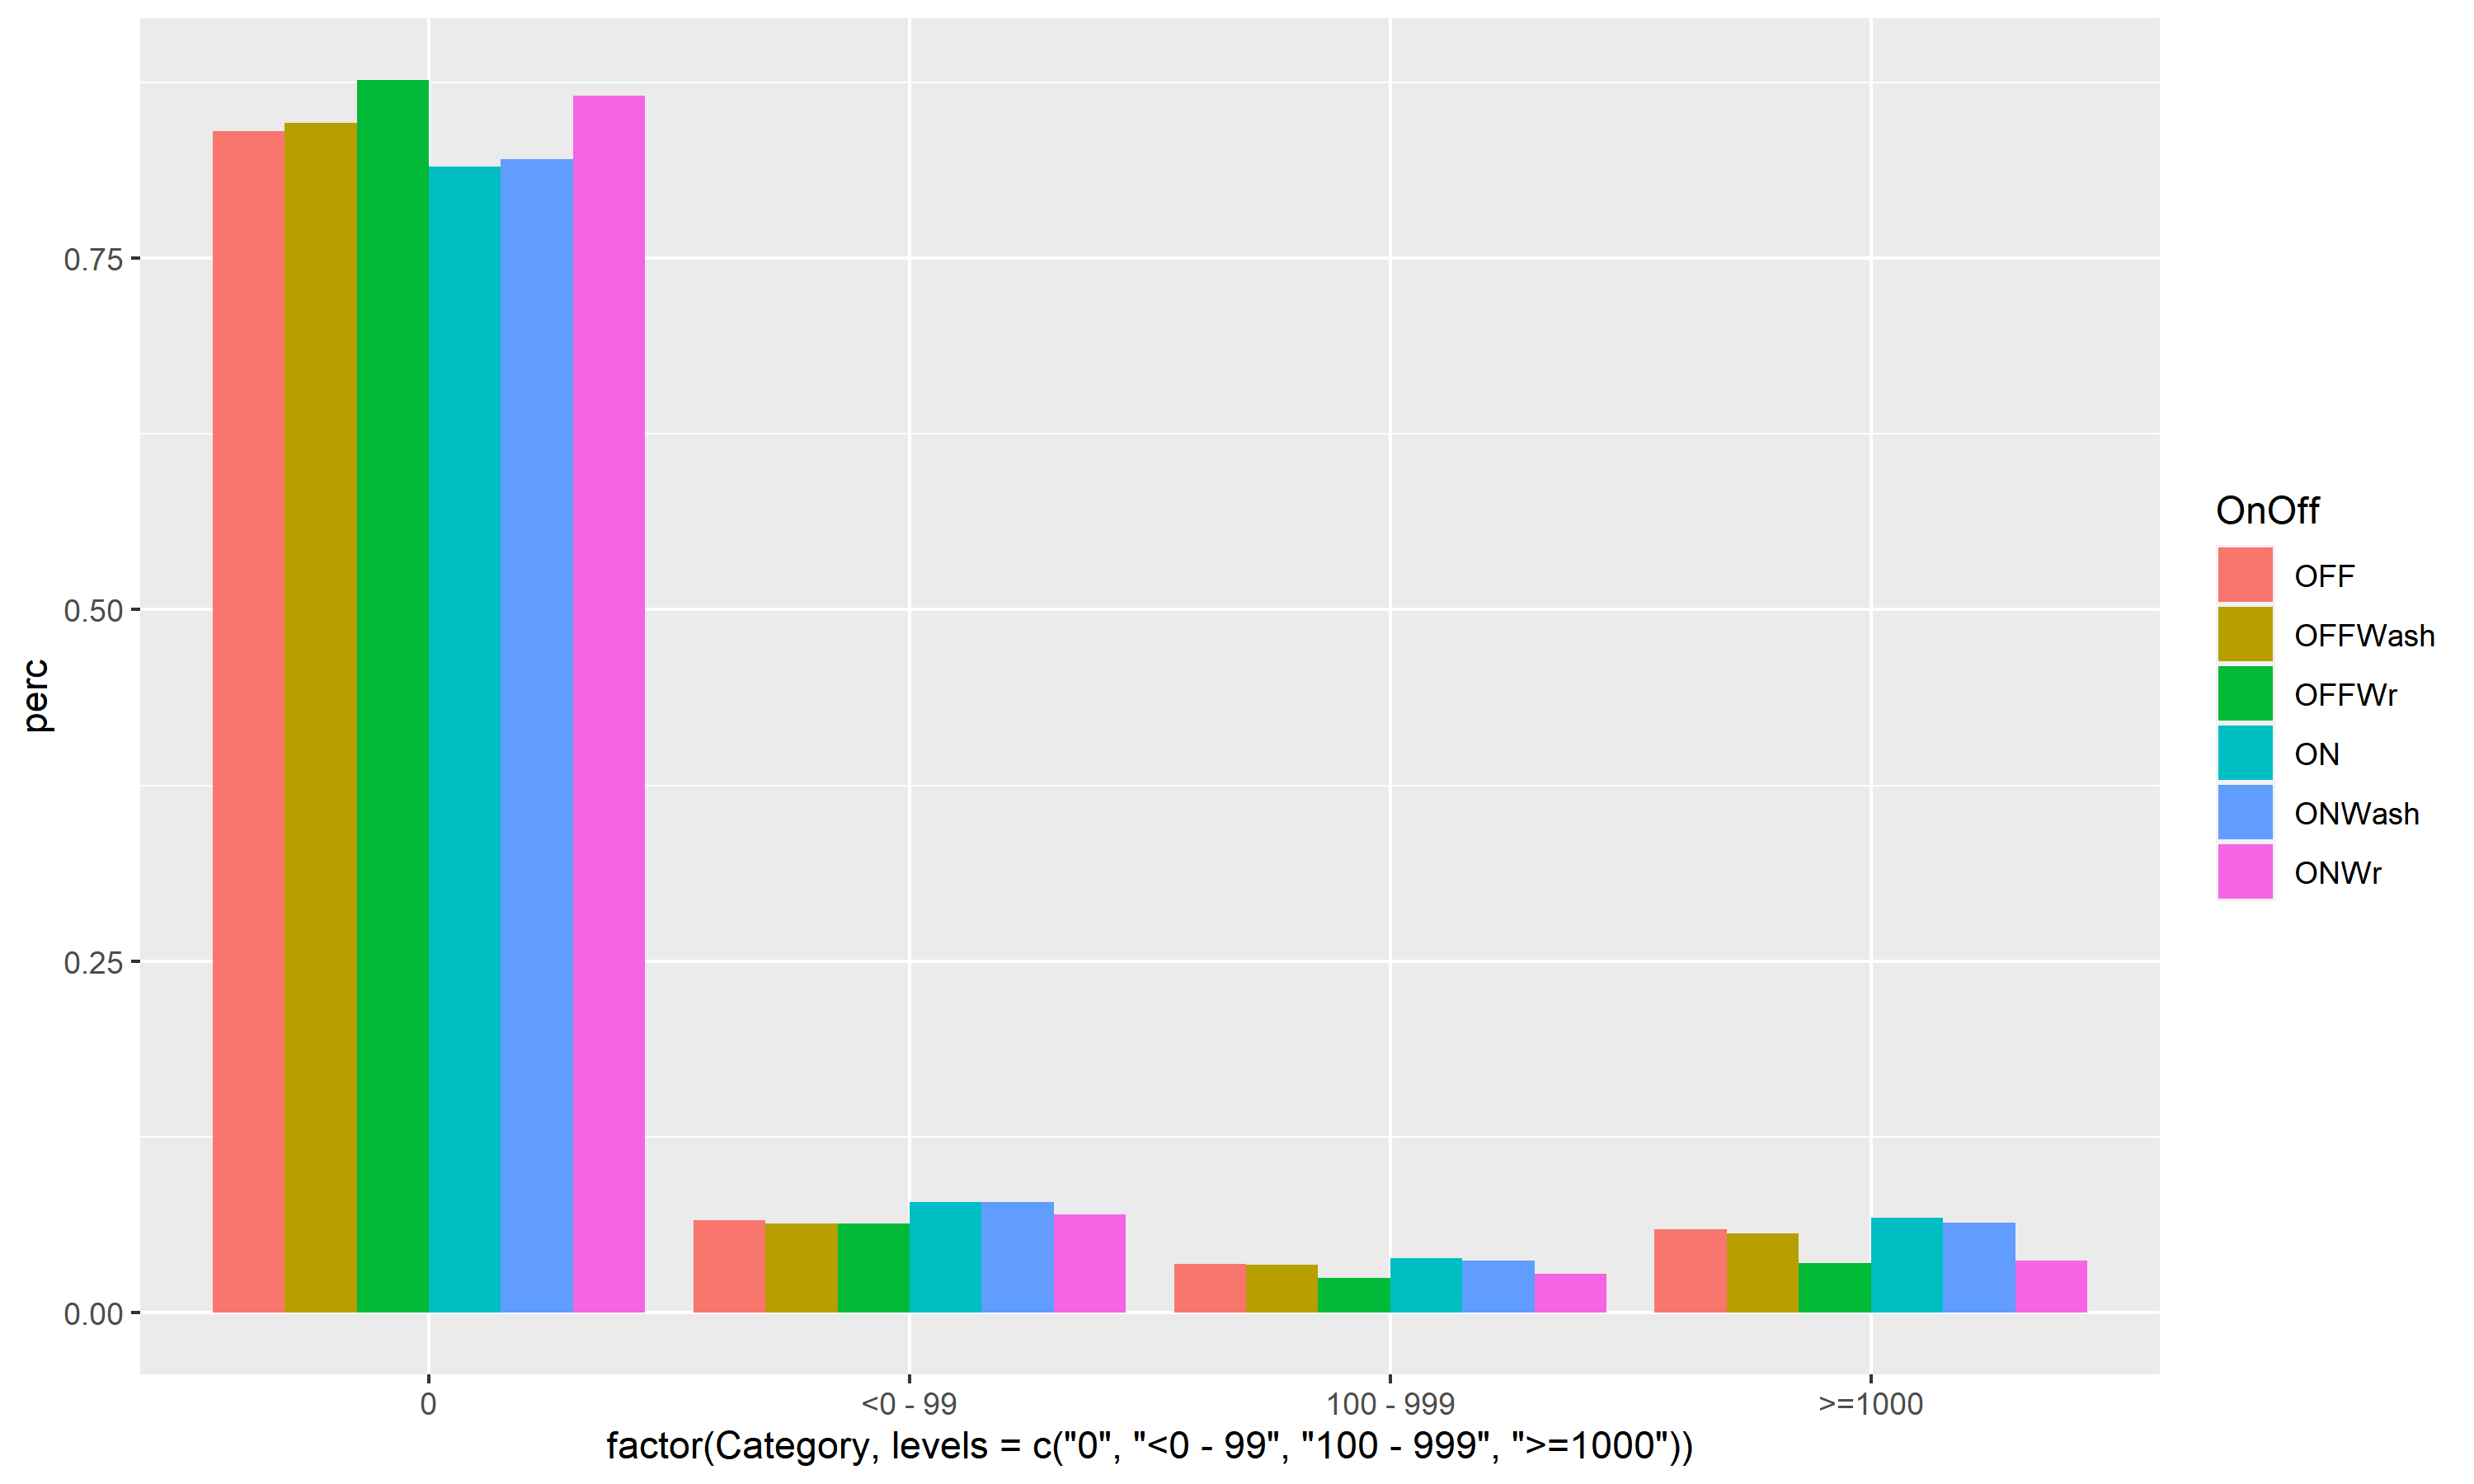 perc
0.75
0.50
0.25
0.00
0
<0 - 99
100 - 999
>=1000
factor(Category, levels = c("0", "<0 - 99", "100 - 999", ">=1000"))
OnOff
OFF
OFFWash
OFFWr
ON
ONWash
ONWr